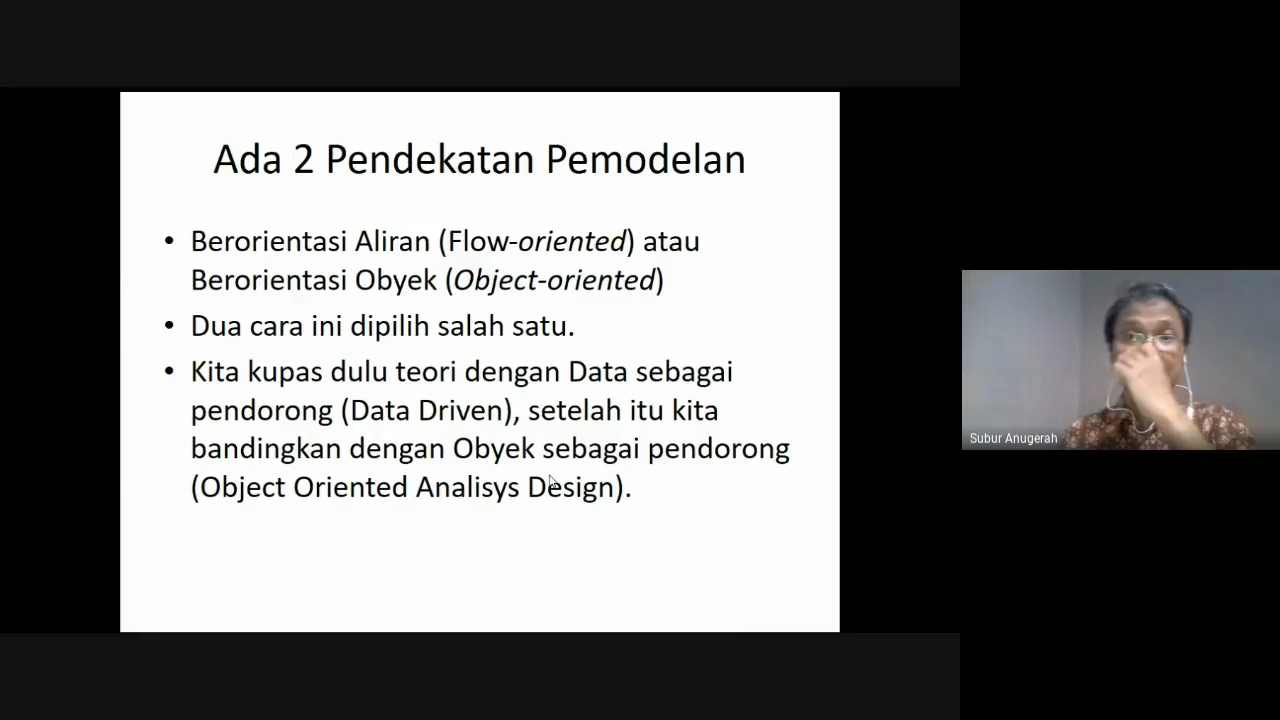 Ada 2 Pendekatan Pemodelan
• Berorientasi Aliran (Flow-oriented) atau
Berorientasi Obyek (Object-oriented)
• Dua cara ini dipilih salah satu.
• Kita kupas dulu teori dengan Data sebagai
pendorong (Data Driven), setelah itu kita
bandingkan dengan Obyek sebagai pendorong
(Object Oriented Analisys Design).
Subur Anugerah